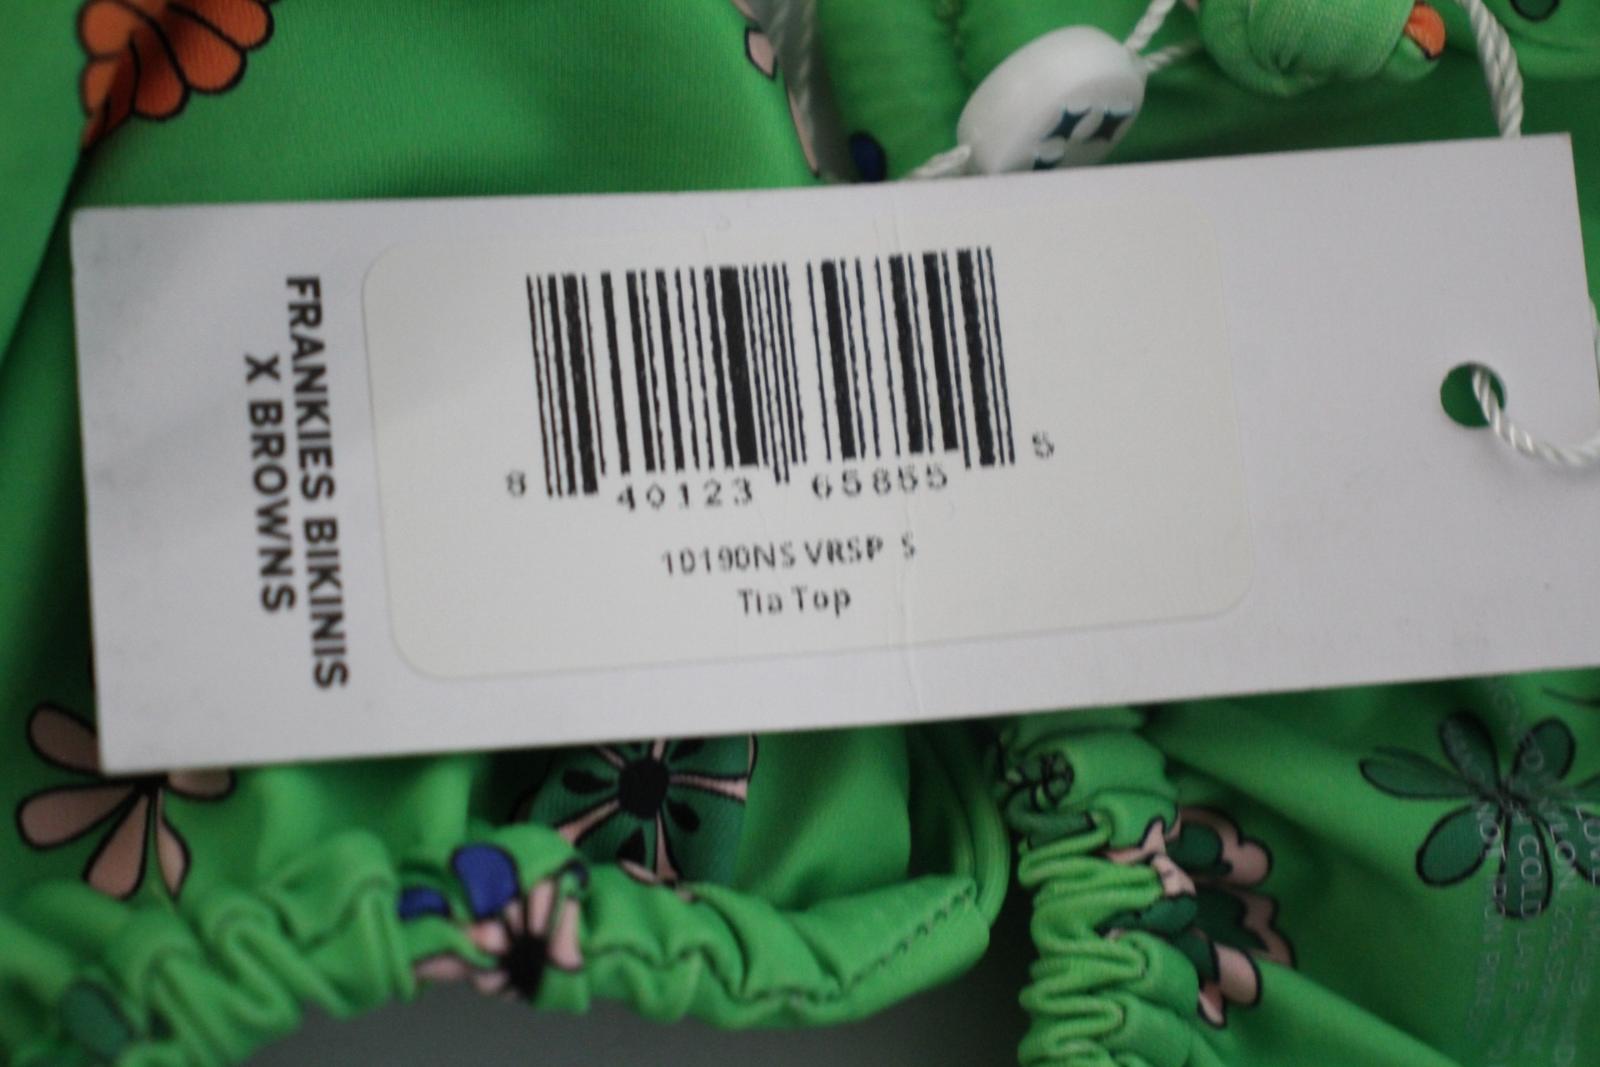 FRANKIES BIKINIS
X BROWNS
8 40123 65855 5
10190NS VRSP S
Tia Top